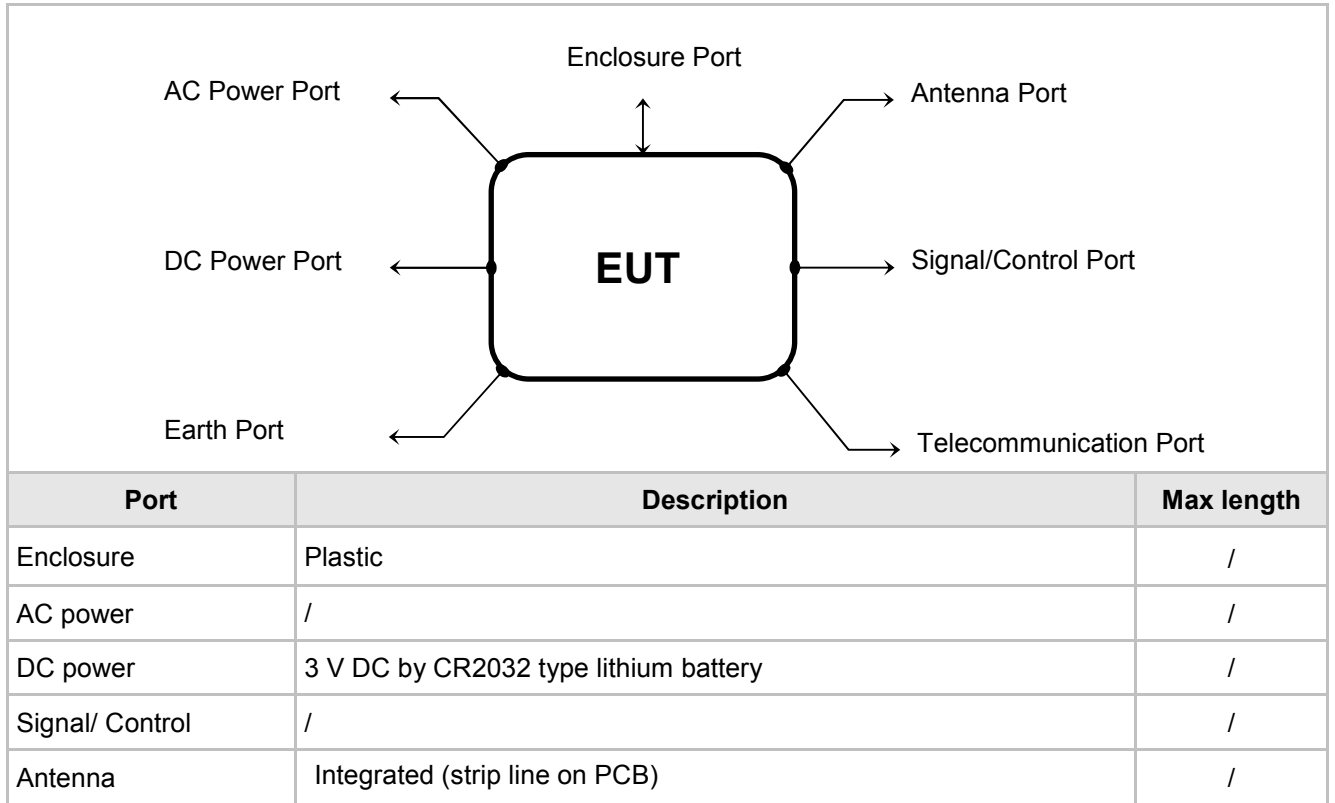 Enclosure Port
AC Power Port
Antenna Port
DC Power Port
EUT
Signal/Control Port
Earth Port
Telecommunication Port
Port Description Max length
Enclosure Plastic /
AC power / /
DC power 3 V DC by CR2032 type lithium battery /
Signal/ Control / /
Antenna Integrated (strip line on PCB) /